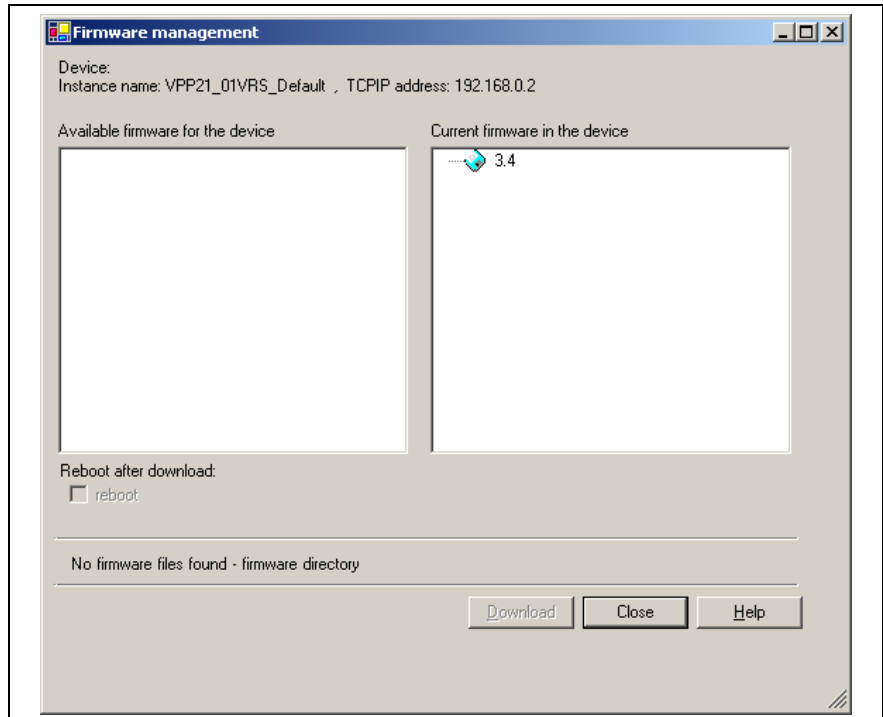 Firmware management
Device:
Instance name: VPP21_01VRS_Default , TCPIP address: 192.168.0.2
Available firmware for the device
Current firmware in the device
3.4
Reboot after download:
reboot
No firmware files found - firmware directory
Download
Close
Help